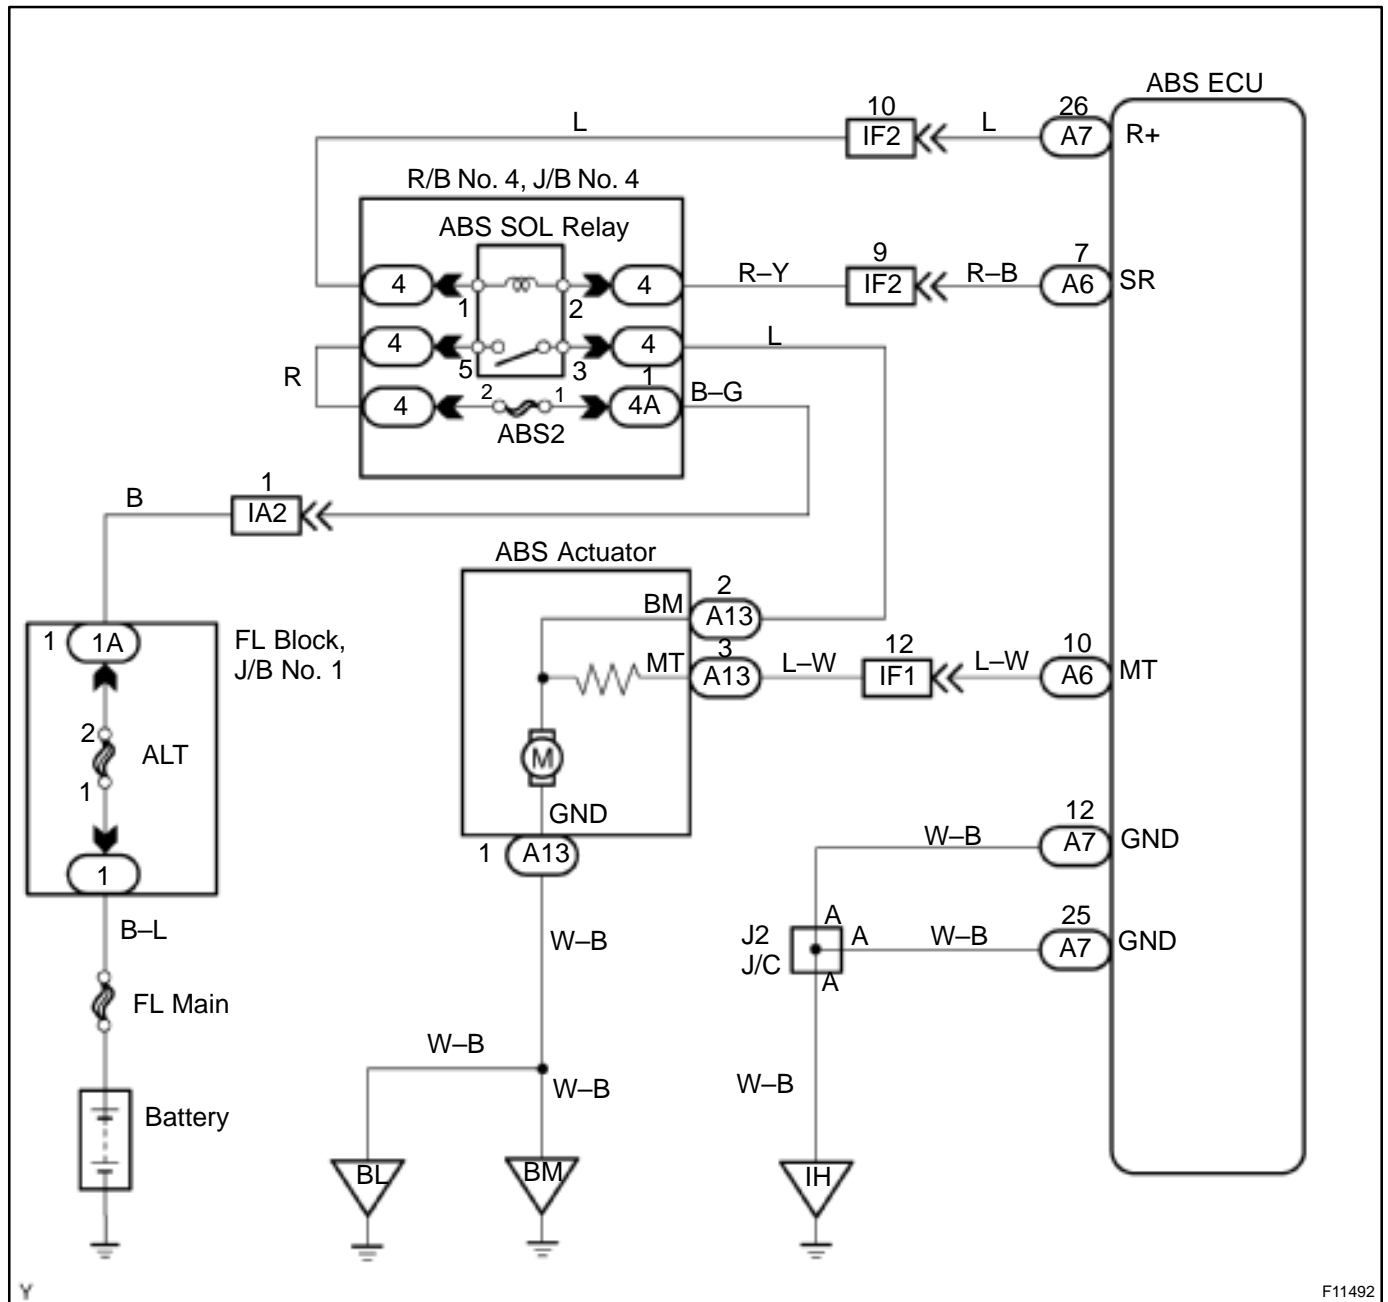 ABS ECU
10
26
L
IF2
L
A7
R+
R/B No. 4, J/B No. 4
ABS SOL Relay
9
7
R–Y
R–B
4
4
IF2
A6
SR
1
2
4
4
L
5
3
1
R
2
1
B–G
4
4A
ABS2
1
B
IA2
ABS Actuator
2
BM
A13
1
1A
FL Block,
J/B No. 1
3
12
10
MT
A13
L–W
IF1
L–W
A6
MT
2
ALT
M
1
GND
12
W–B
A7
GND
1
A13
1
25
B–L
A
J2
A
W–B
A7
GND
J/C
A
W–B
FL Main
W–B
W–B
W–B
Battery
BL
BM
IH
Y
F11492